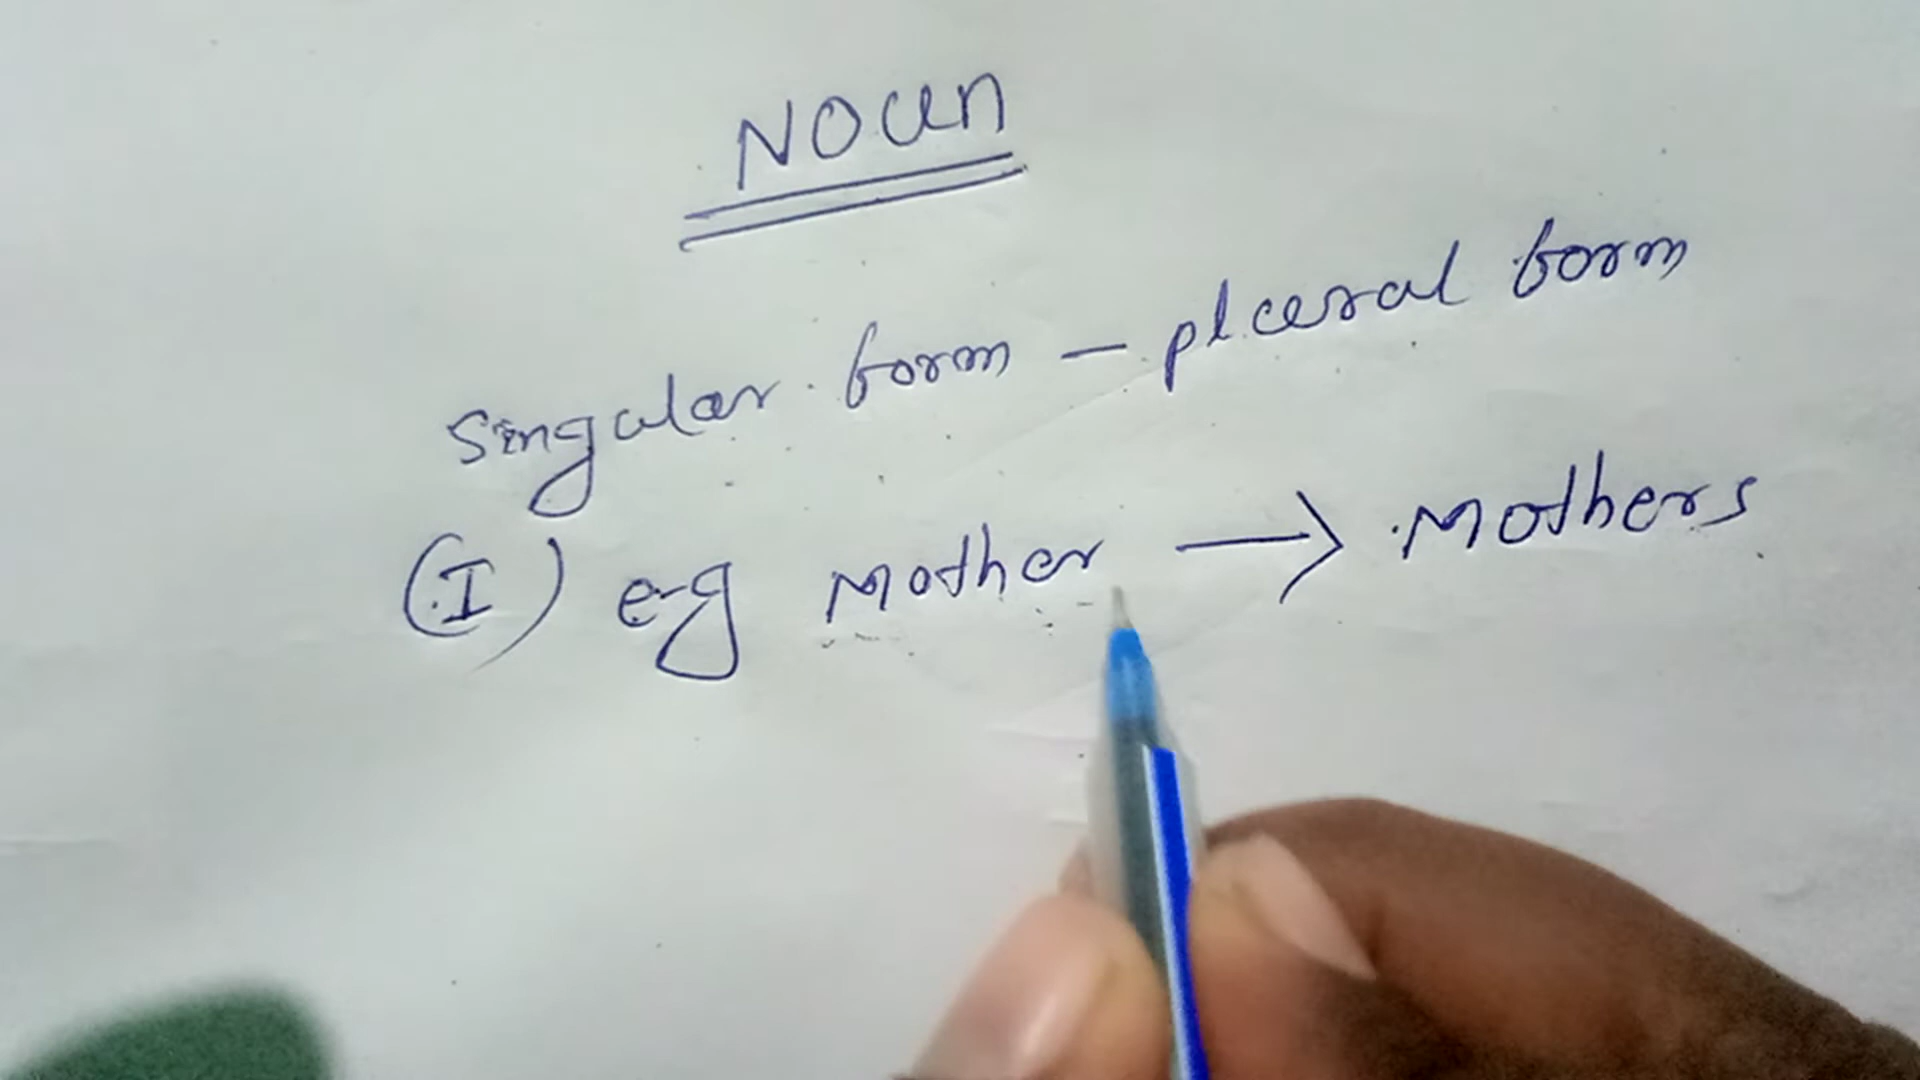 NOUN
Singular form - plural form
(I) e.g Mother → Mothers